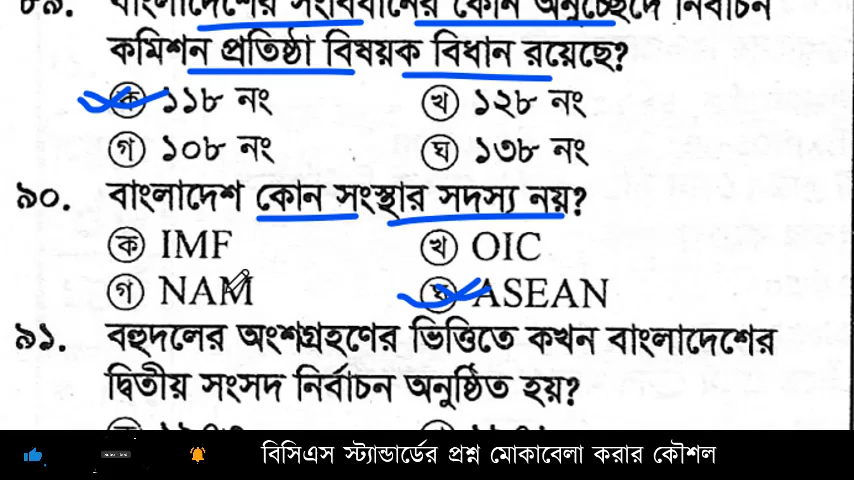 ৮৯. বাংলাদেশের সংবিধানের কোন অনুচ্ছেদে নির্বাচন
কমিশন প্রতিষ্ঠা বিষয়ক বিধান রয়েছে?
ক ১১৮ নং খ ১২৮ নং
গ ১০৮ নং ঘ ১৩৮ নং
৯০. বাংলাদেশ কোন সংস্থার সদস্য নয়?
ক IMF খ OIC
গ NAM ঘ ASEAN
৯১. বহুদলের অংশগ্রহণের ভিত্তিতে কখন বাংলাদেশের
দ্বিতীয় সংসদ নির্বাচন অনুষ্ঠিত হয়?
বিসিএস স্ট্যান্ডার্ডের প্রশ্ন মোকাবেলা করার কৌশল